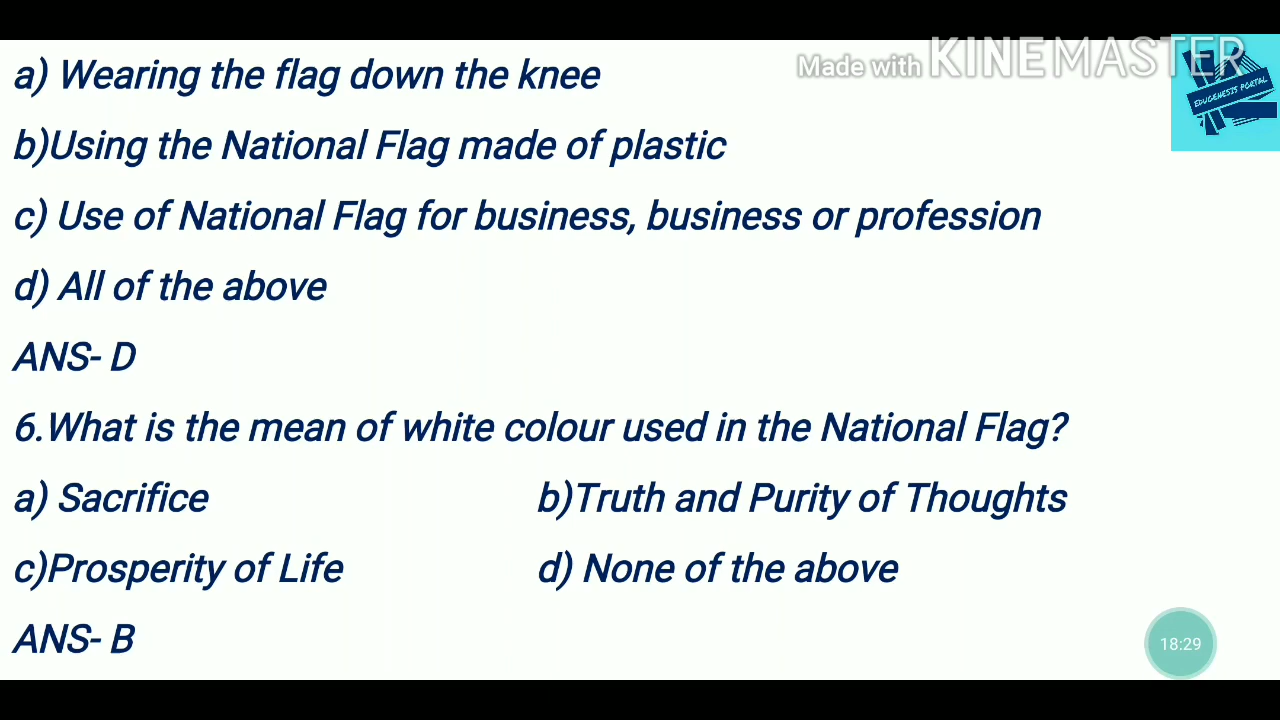 Made with KINEMASTER
EDUGENESIS PORTAL
a) Wearing the flag down the knee
b)Using the National Flag made of plastic
c) Use of National Flag for business, business or profession
d) All of the above
ANS- D
6.What is the mean of white colour used in the National Flag?
a) Sacrifice b)Truth and Purity of Thoughts
c)Prosperity of Life d) None of the above
ANS- B
18:29